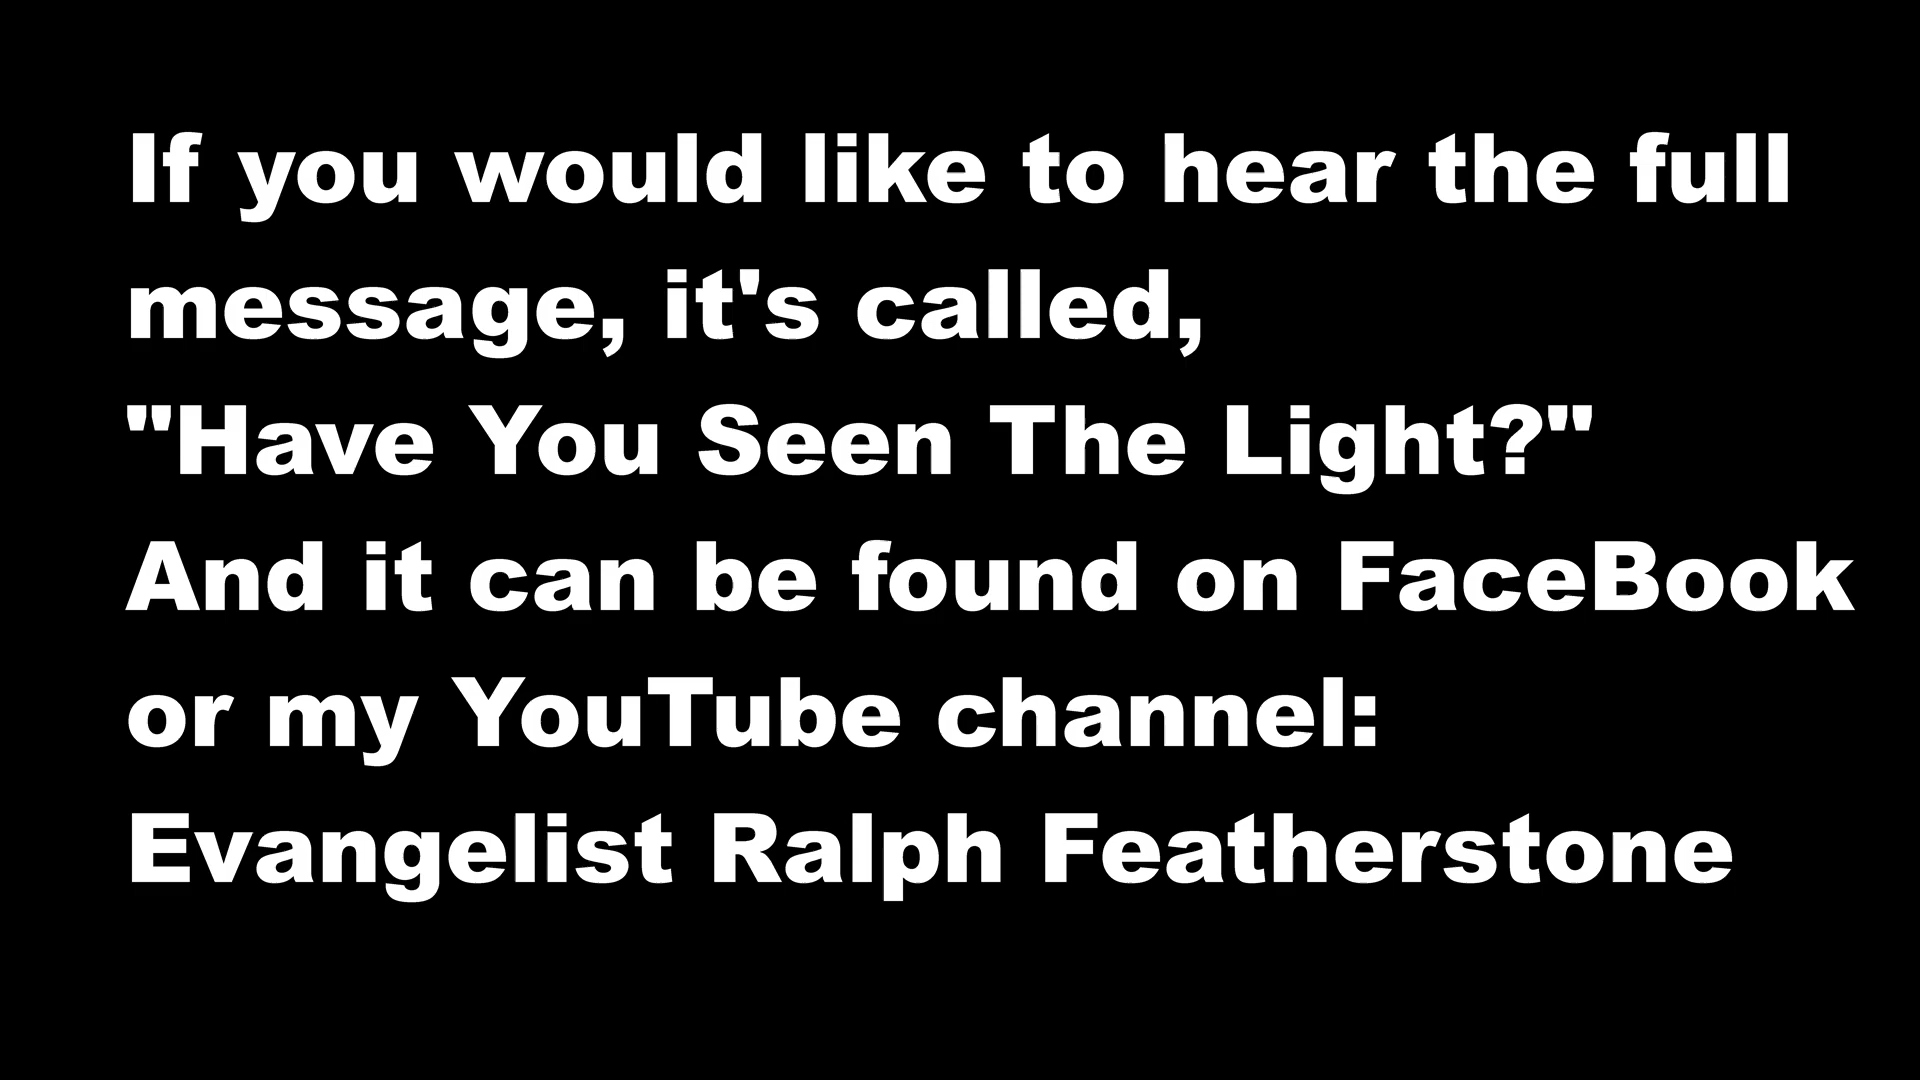 If you would like to hear the full
message, it's called,
"Have You Seen The Light?"
And it can be found on FaceBook
or my YouTube channel:
Evangelist Ralph Featherstone